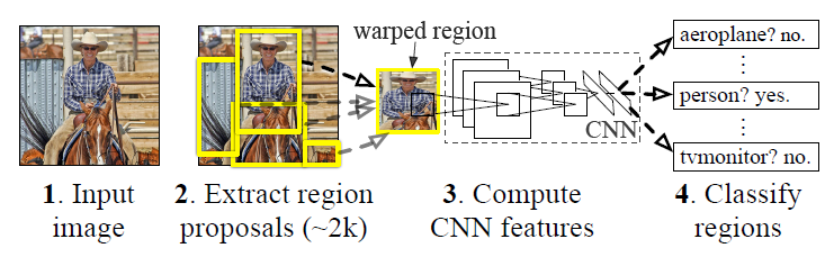 warped region
aeroplane? no.
⋮
person? yes.
⋮
CNN
tvmonitor? no.
1. Input
image
2. Extract region
proposals (~2k)
3. Compute
CNN features
4. Classify
regions